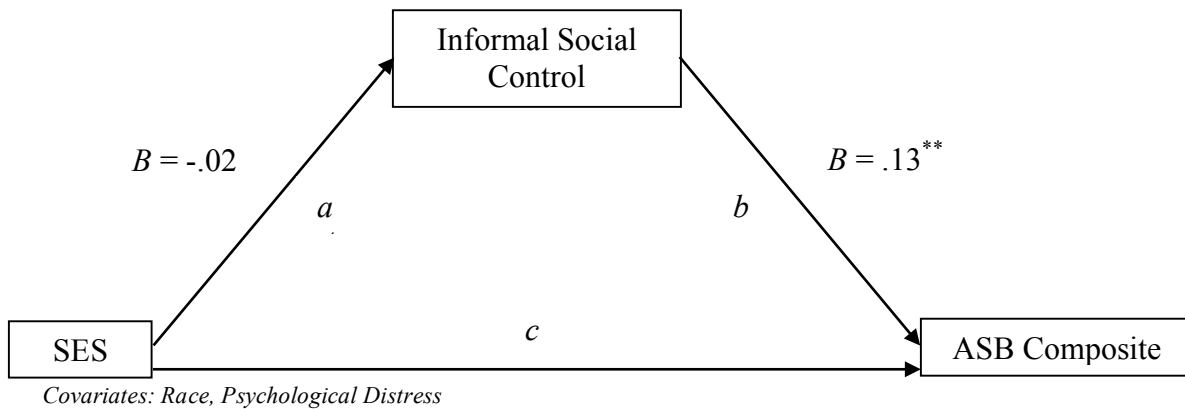 Informal Social
Control
B = -.02
B = .13**
a
b
c
SES
ASB Composite
Covariates: Race, Psychological Distress